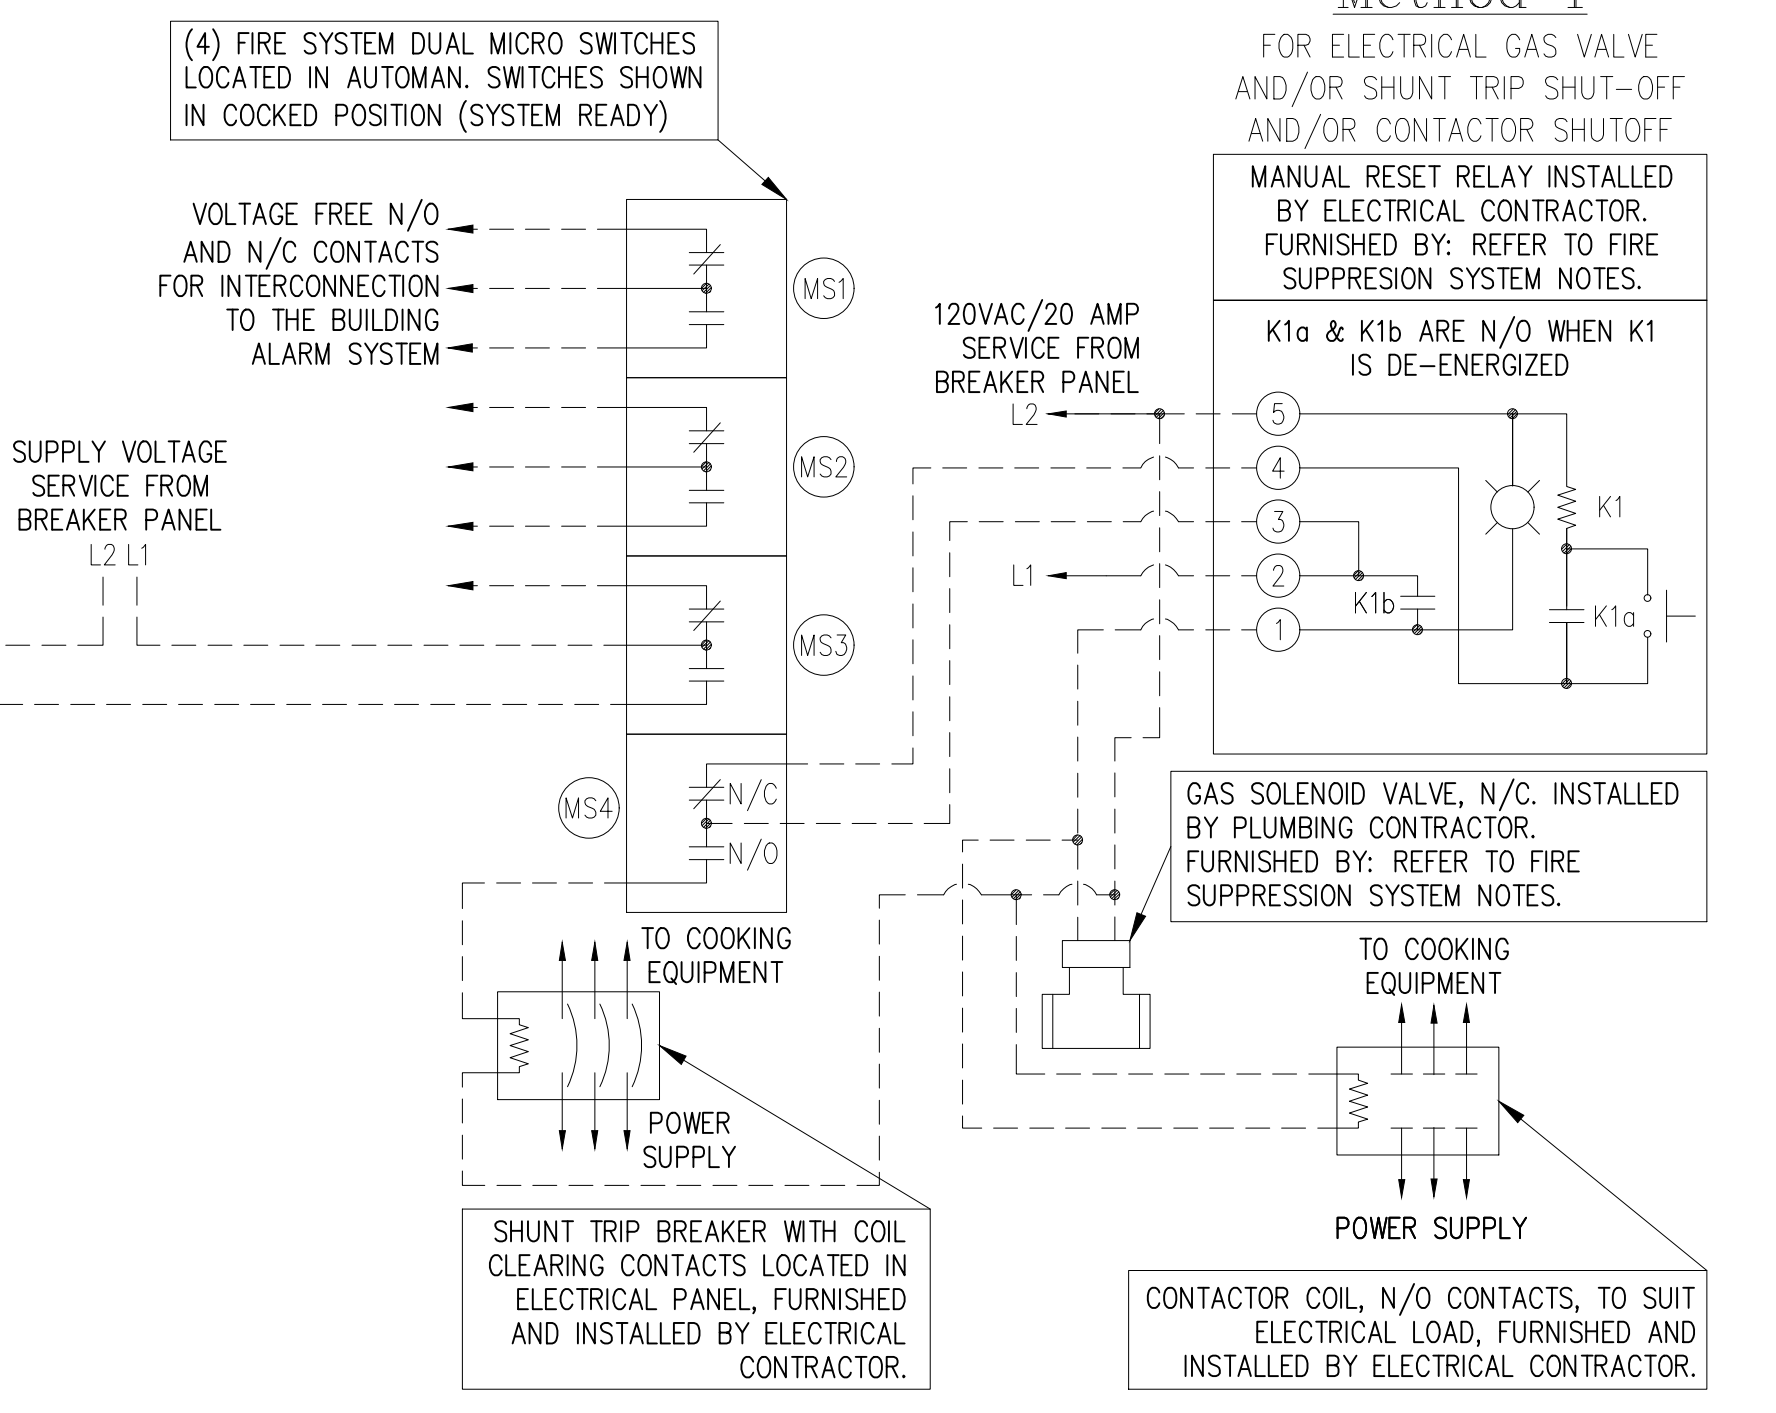 (4) FIRE SYSTEM DUAL MICRO SWITCHES
LOCATED IN AUTOMAN. SWITCHES SHOWN
IN COCKED POSITION (SYSTEM READY)
Method 1
FOR ELECTRICAL GAS VALVE
AND/OR SHUNT TRIP SHUT-OFF
AND/OR CONTACTOR SHUTOFF
MANUAL RESET RELAY INSTALLED
BY ELECTRICAL CONTRACTOR.
FURNISHED BY: REFER TO FIRE
SUPPRESION SYSTEM NOTES.
K1a & K1b ARE N/O WHEN K1
IS DE-ENERGIZED
VOLTAGE FREE N/O
AND N/C CONTACTS
FOR INTERCONNECTION
TO THE BUILDING
ALARM SYSTEM
MS1
MS2
MS3
MS4
N/C
N/O
SUPPLY VOLTAGE
SERVICE FROM
BREAKER PANEL
L2 L1
120VAC/20 AMP
SERVICE FROM
BREAKER PANEL
L2
L1
5
4
3
2
1
K1
K1b
K1a
GAS SOLENOID VALVE, N/C. INSTALLED
BY PLUMBING CONTRACTOR.
FURNISHED BY: REFER TO FIRE
SUPPRESSION SYSTEM NOTES.
TO COOKING
EQUIPMENT
POWER
SUPPLY
TO COOKING
EQUIPMENT
POWER SUPPLY
SHUNT TRIP BREAKER WITH COIL
CLEARING CONTACTS LOCATED IN
ELECTRICAL PANEL, FURNISHED
AND INSTALLED BY ELECTRICAL
CONTRACTOR.
CONTACTOR COIL, N/O CONTACTS, TO SUIT
ELECTRICAL LOAD, FURNISHED AND
INSTALLED BY ELECTRICAL CONTRACTOR.